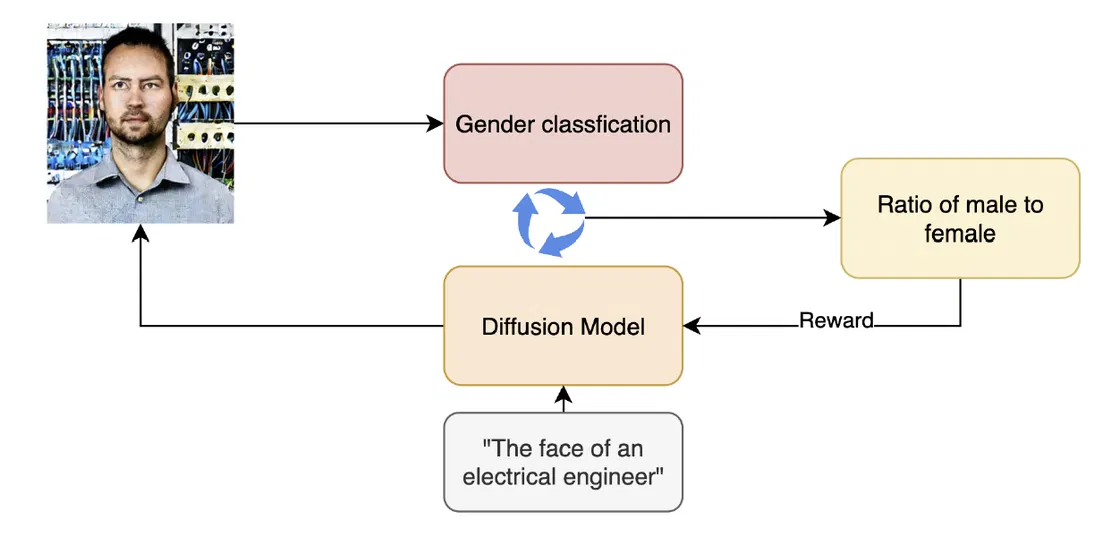 Gender classfication
Ratio of male to
female
Diffusion Model
Reward
"The face of an
electrical engineer"